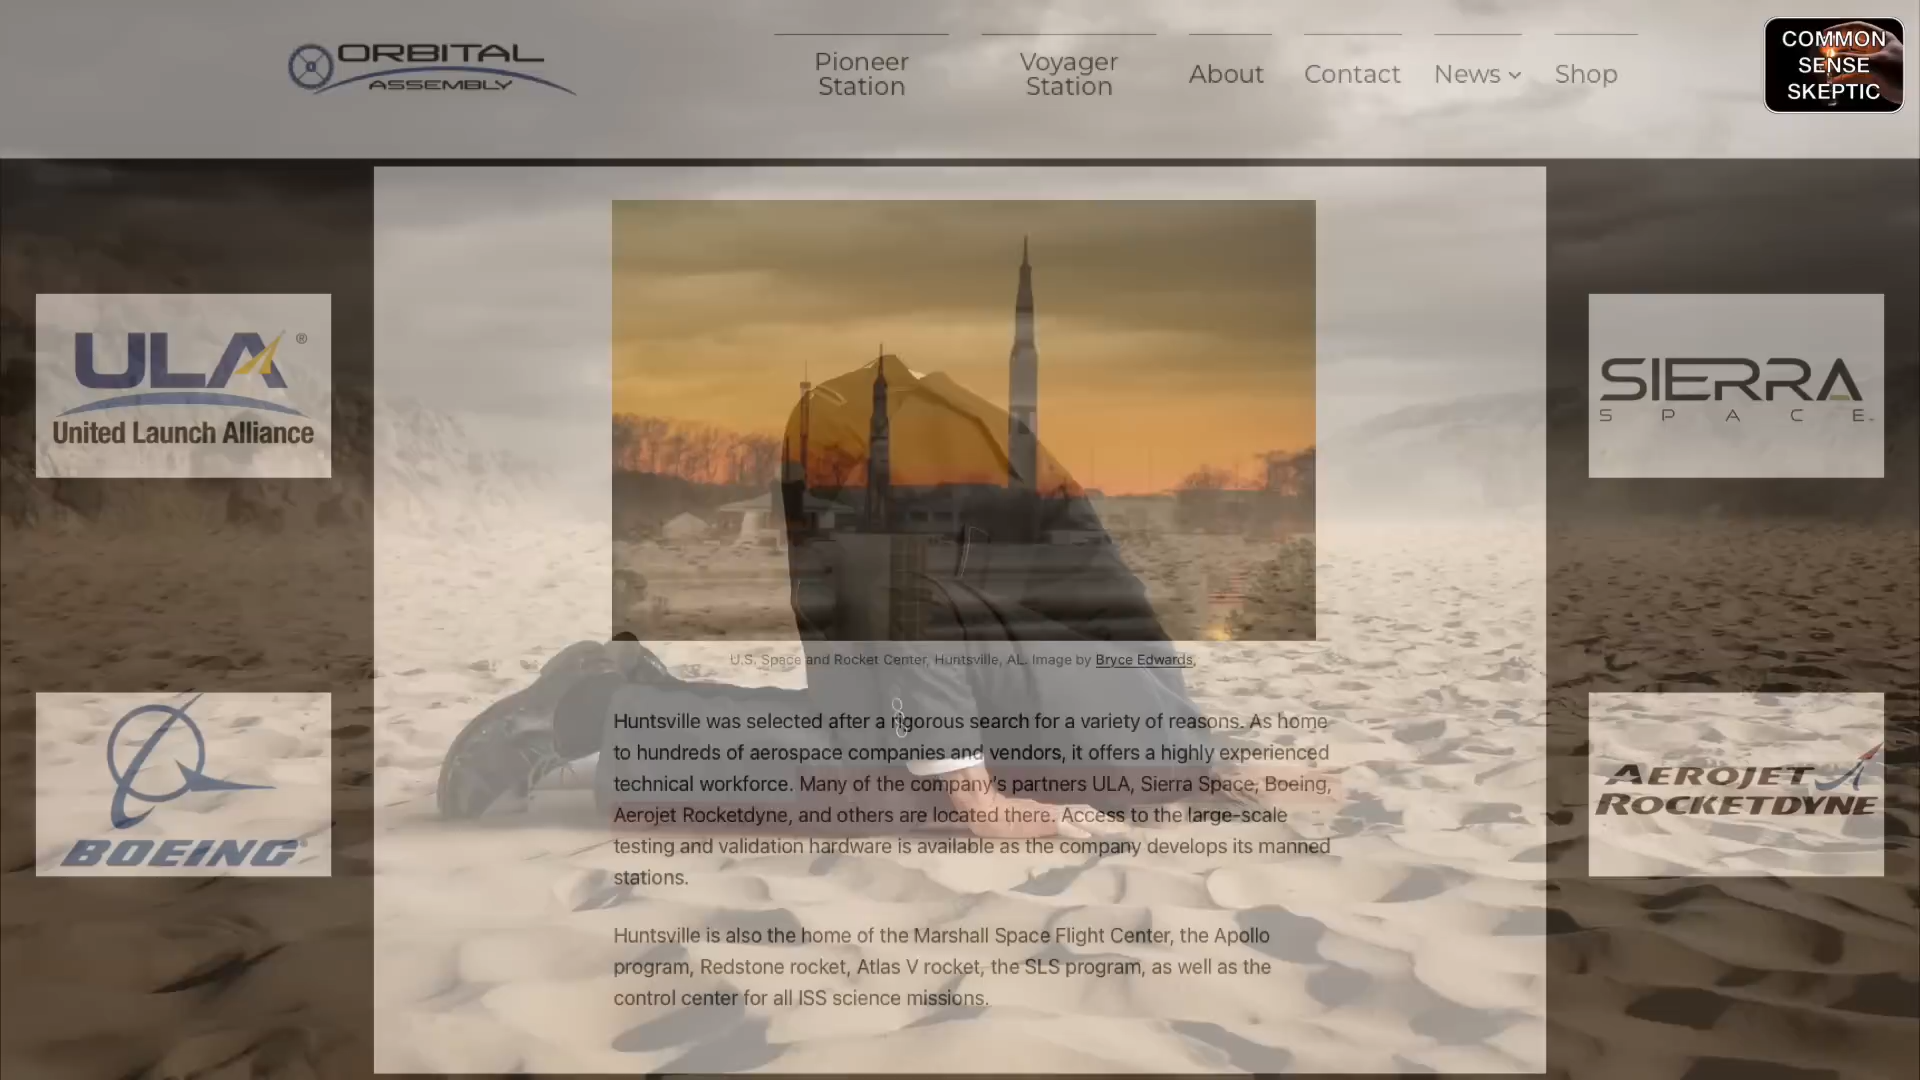 ORBITAL
ASSEMBLY
Pioneer
Station
Voyager
Station
About
Contact
News
Shop
COMMON
SENSE
SKEPTIC
ULA®
United Launch Alliance
SIERRA
SPACE
BOEING
AEROJET
ROCKETDYNE
U.S. Space and Rocket Center, Huntsville, AL. Image by Bryce Edwards.
Huntsville was selected after a rigorous search for a variety of reasons. As home
to hundreds of aerospace companies and vendors, it offers a highly experienced
technical workforce. Many of the company's partners ULA, Sierra Space, Boeing,
Aerojet Rocketdyne, and others are located there. Access to the large-scale
testing and validation hardware is available as the company develops its manned
stations.
Huntsville is also the home of the Marshall Space Flight Center, the Apollo
program, Redstone rocket, Atlas V rocket, the SLS program, as well as the
control center for all ISS science missions.